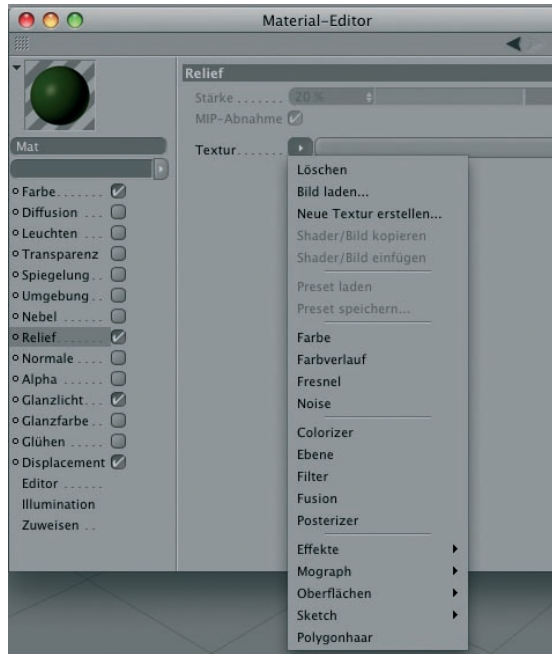 Material-Editor
Relief
Stärke ....... 20 %
MIP-Abnahme
Textur.......
Mat
Farbe.......
Diffusion ....
Leuchten ....
Transparenz
Spiegelung..
Umgebung..
Nebel ......
Relief ......
Normale ....
Alpha ......
Glanzlicht...
Glanzfarbe ..
Glühen .....
Displacement
Editor ......
Illumination
Zuweisen ..
Löschen
Bild laden...
Neue Textur erstellen...
Shader/Bild kopieren
Shader/Bild einfügen
Preset laden
Preset speichern...
Farbe
Farbverlauf
Fresnel
Noise
Colorizer
Ebene
Filter
Fusion
Posterizer
Effekte
Mograph
Oberflächen
Sketch
Polygonhaar